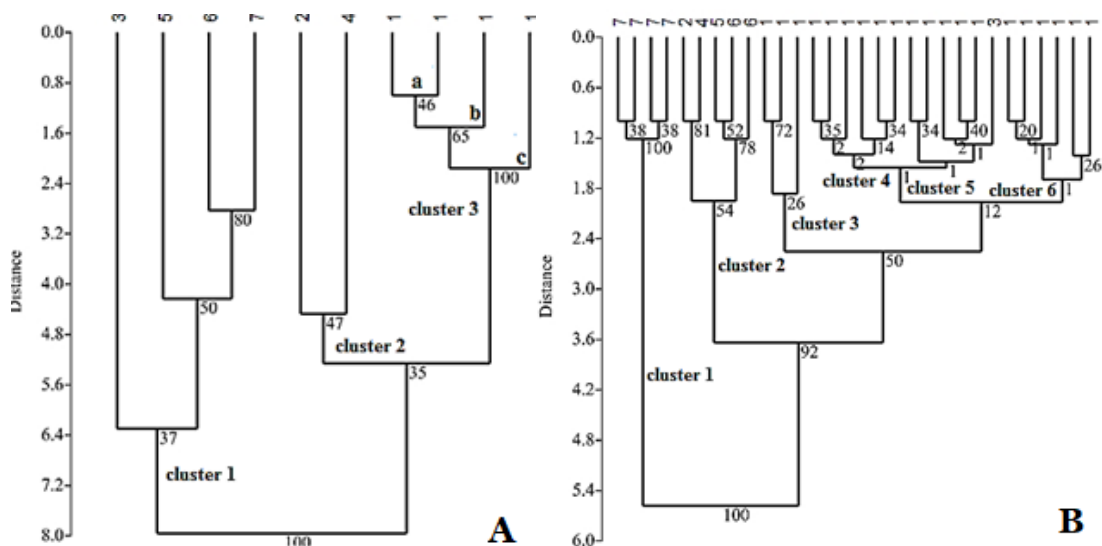 3 5 6 7 2 4 1 1 1 1
0.0
0.8
1.6
2.4
3.2
4.0
4.8
5.6
6.4
7.2
8.0
Distance
a
46
b
65
c
100
cluster 3
80
50
47
cluster 2
35
37
cluster 1
100
A
7 7 7 7 2 4 5 6 6 1 1 1 1 1 1 1 1 1 1 1 1 1 1 3 1 1 1 1 1 1
0.0
0.6
1.2
1.8
2.4
3.0
3.6
4.2
4.8
5.4
6.0
Distance
38 38 81 52 72 35 34 34 40 20
100 78 2 14 2 1 1 1
2 1 26
cluster 4 1 cluster 5 cluster 6 1
54 26 12
cluster 3
cluster 2 50
92
cluster 1
100
B